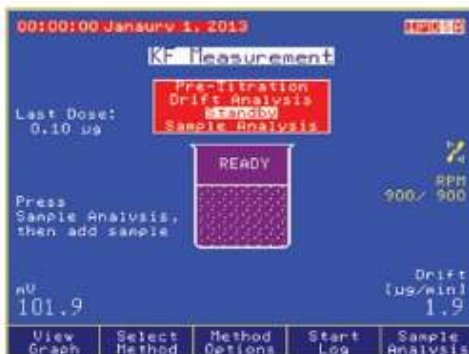 00:00:00 Janaury 1, 2013
KF Measurement
Pre-Titration
Drift Analysis
Standby
Sample Analysis
Last Dose:
0.10 µg
READY
RPM
900/ 900
Press
Sample Analysis,
then add sample
mV
101.9
Drift
[µg/min]
1.9
View Graph
Select Method
Method Options
Start Log
Sample Analysis